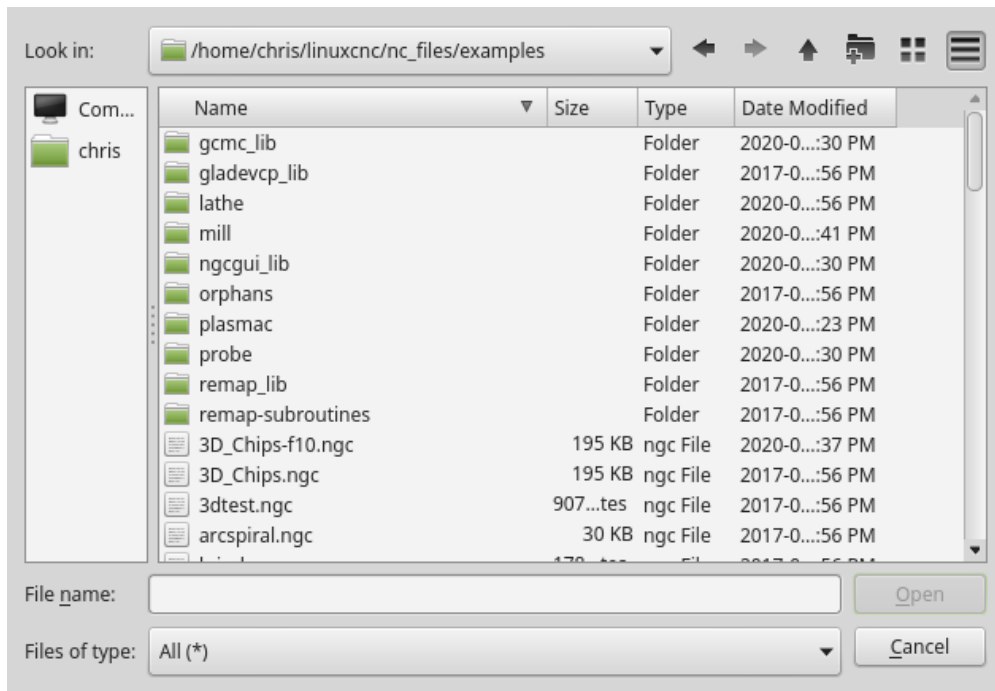 Look in: /home/chris/linuxcnc/nc_files/examples
Com...
chris
Name Size Type Date Modified
gcmc_lib Folder 2020-0...:30 PM
gladevcp_lib Folder 2017-0...:56 PM
lathe Folder 2020-0...:56 PM
mill Folder 2020-0...:41 PM
ngcgui_lib Folder 2020-0...:30 PM
orphans Folder 2017-0...:56 PM
plasmac Folder 2020-0...:23 PM
probe Folder 2020-0...:30 PM
remap_lib Folder 2017-0...:56 PM
remap-subroutines Folder 2017-0...:56 PM
3D_Chips-f10.ngc 195 KB ngc File 2020-0...:37 PM
3D_Chips.ngc 195 KB ngc File 2017-0...:56 PM
3dtest.ngc 907...tes ngc File 2017-0...:56 PM
arcspiral.ngc 30 KB ngc File 2017-0...:56 PM
File name: Open
Files of type: All (*) Cancel